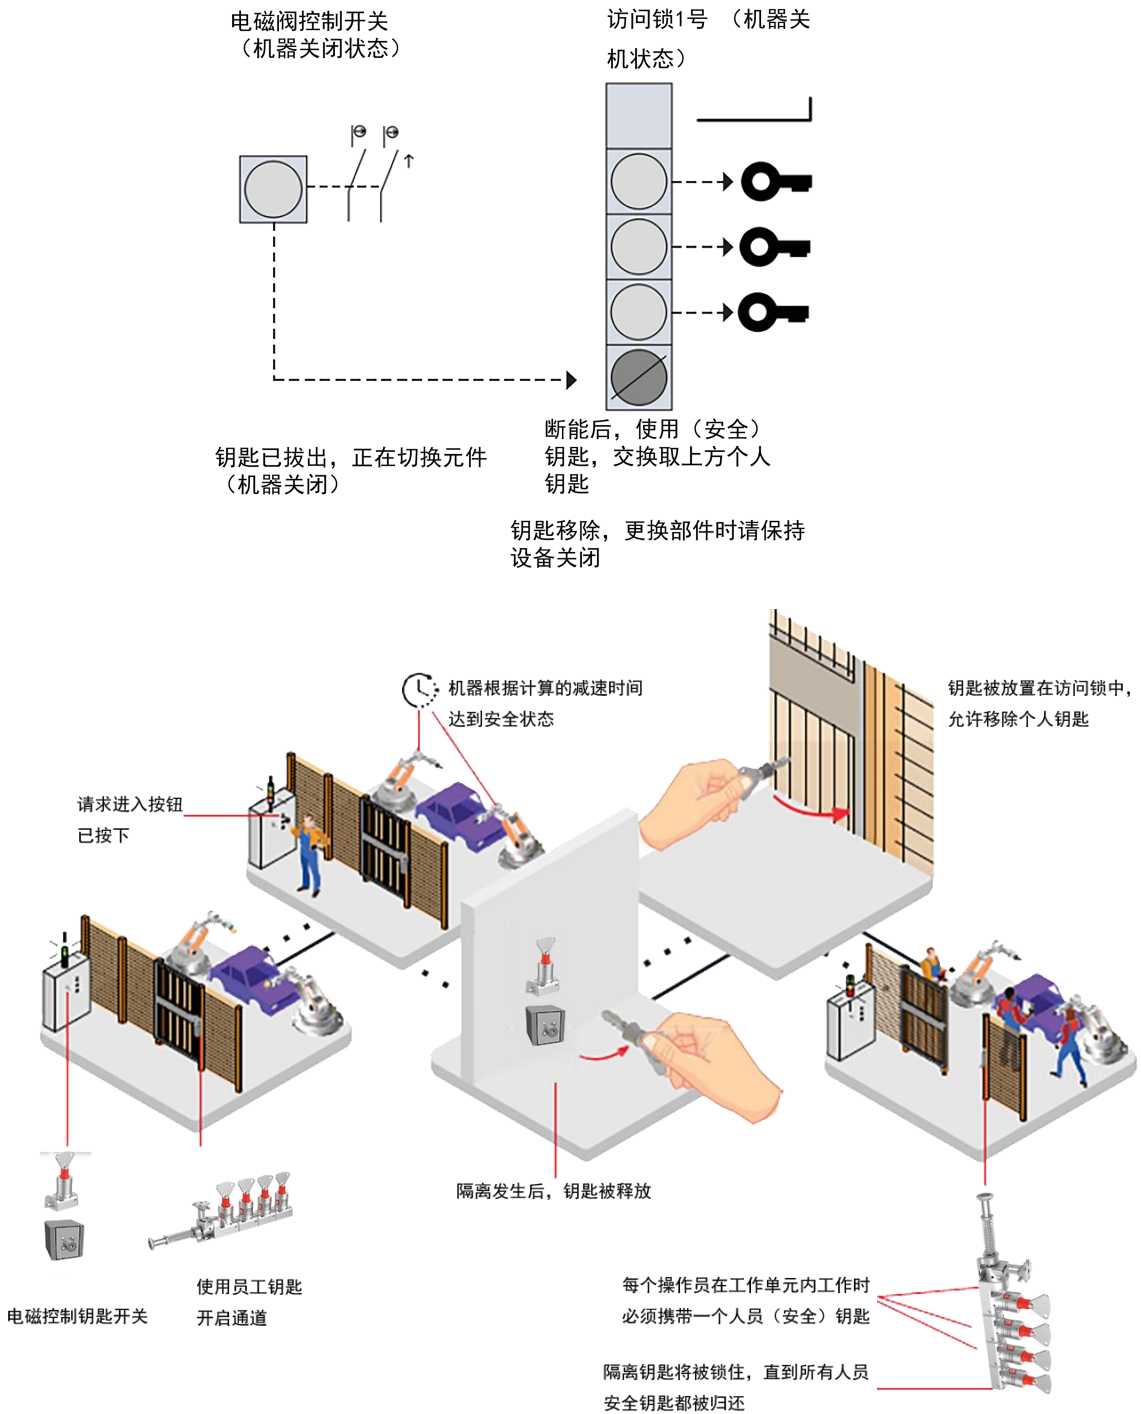 电磁阀控制开关
（机器关闭状态）
访问锁1号 （机器关
机状态）
钥匙已拔出，正在切换元件
（机器关闭）
断能后，使用（安全）
钥匙，交换取上方个人
钥匙
钥匙移除，更换部件时请保持
设备关闭
机器根据计算的减速时间
达到安全状态
钥匙被放置在访问锁中，
允许移除个人钥匙
请求进入按钮
已按下
隔离发生后，钥匙被释放
使用员工钥匙
开启通道
电磁控制钥匙开关
每个操作员在工作单元内工作时
必须携带一个人员（安全）钥匙
隔离钥匙将被锁住，直到所有人员
安全钥匙都被归还